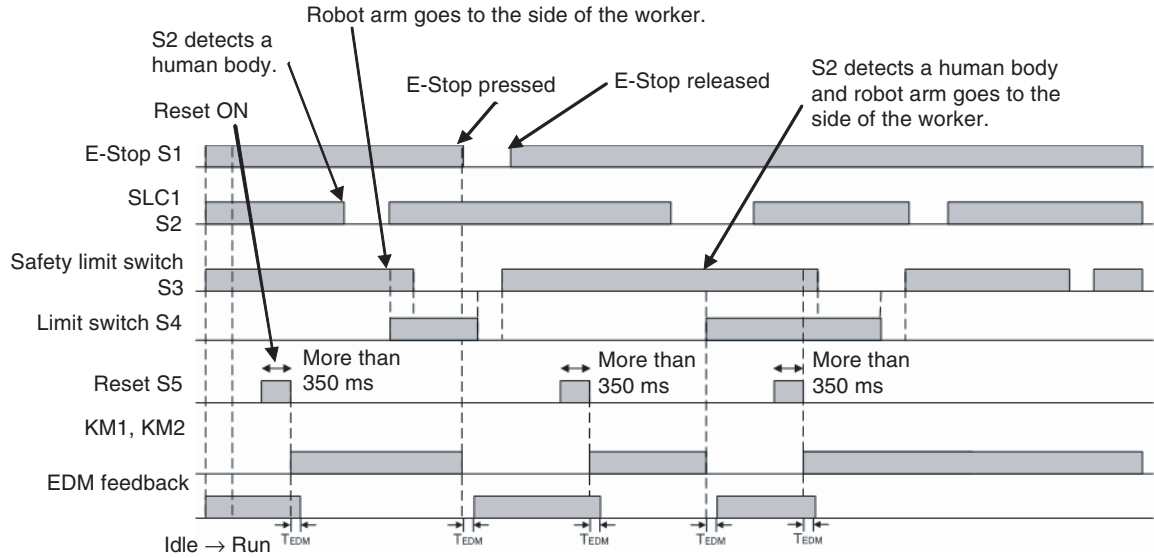 Robot arm goes to the side of the worker.
S2 detects a
human body.
E-Stop pressed
E-Stop released
S2 detects a human body
and robot arm goes to the
side of the worker.
Reset ON
E-Stop S1
SLC1
S2
Safety limit switch
S3
Limit switch S4
More than
350 ms
More than
350 ms
More than
350 ms
Reset S5
KM1, KM2
EDM feedback
Idle → Run
TEDM
TEDM
TEDM
TEDM
TEDM